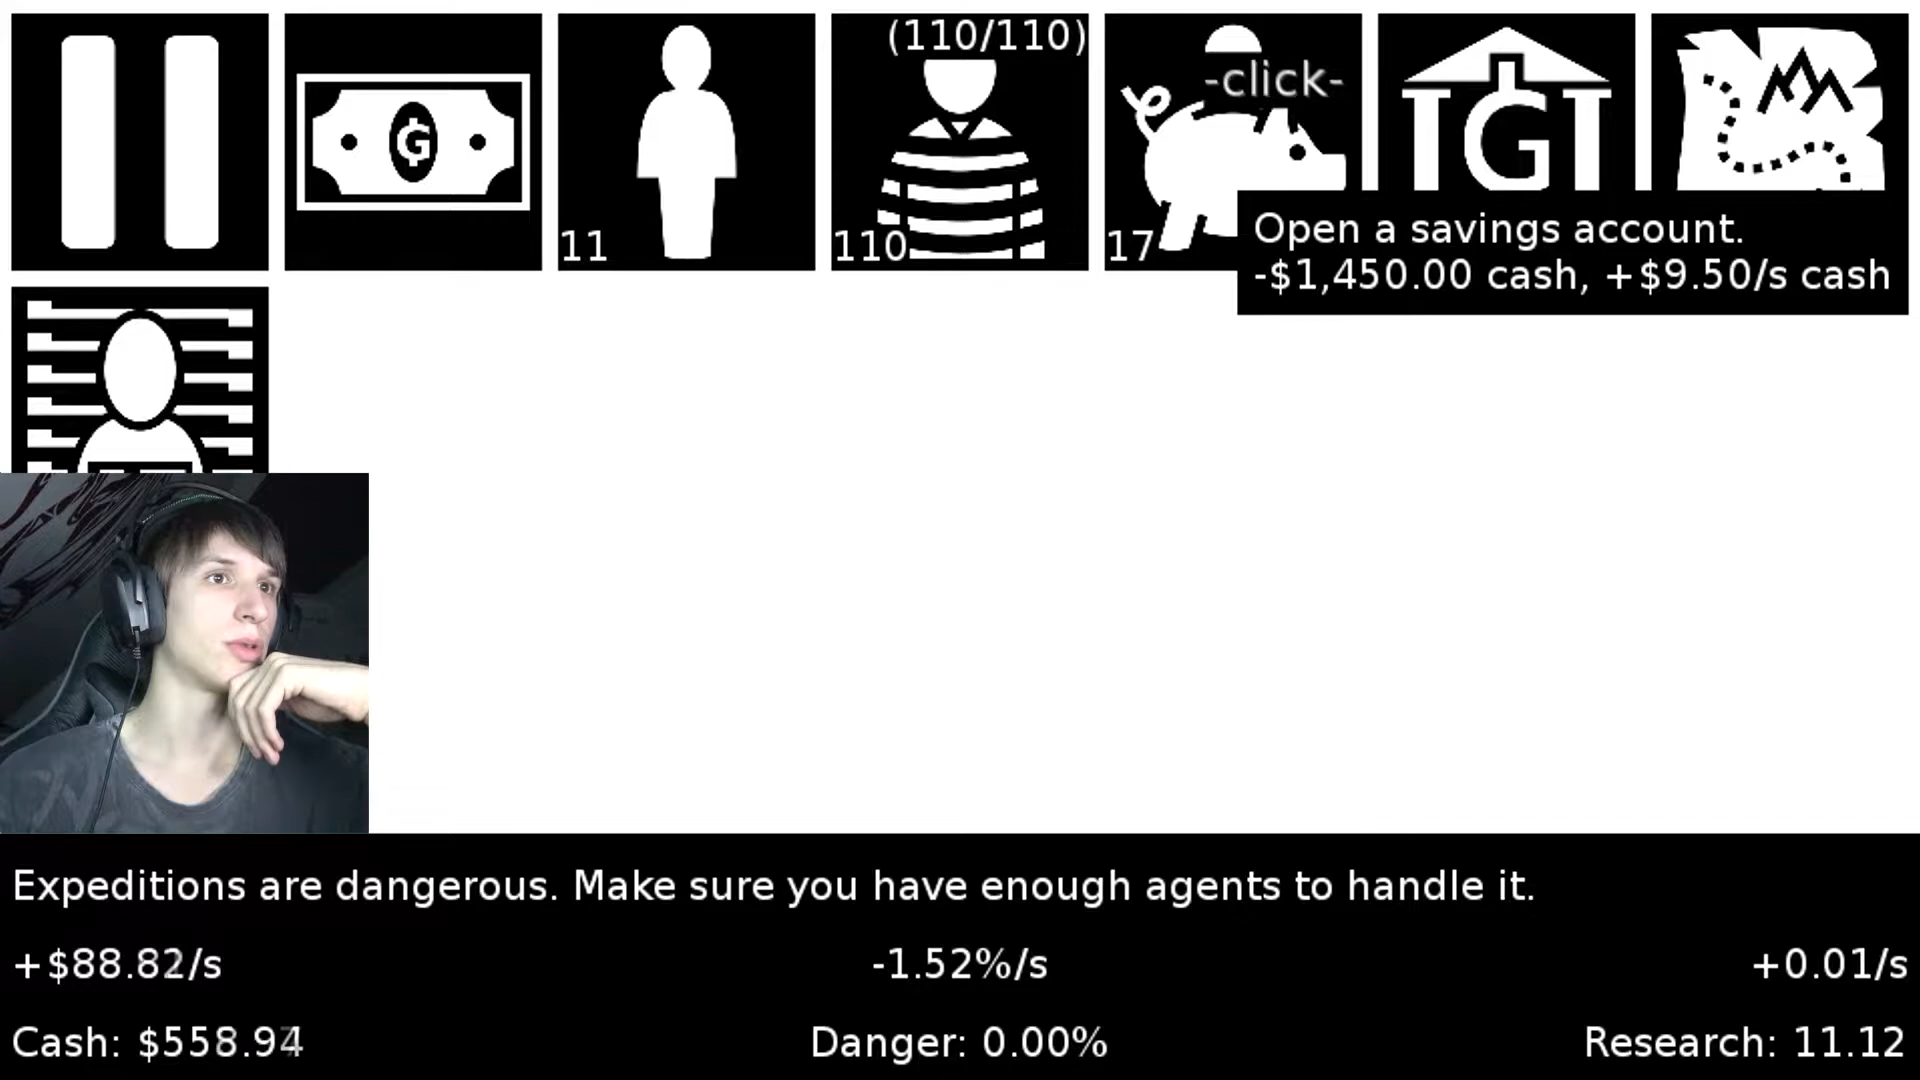 (110/110)
-click-
G
TGT
11
110
17
Open a savings account.
-$1,450.00 cash, +$9.50/s cash
Expeditions are dangerous. Make sure you have enough agents to handle it.
+$88.82/s
-1.52%/s
+0.01/s
Cash: $558.94
Danger: 0.00%
Research: 11.12